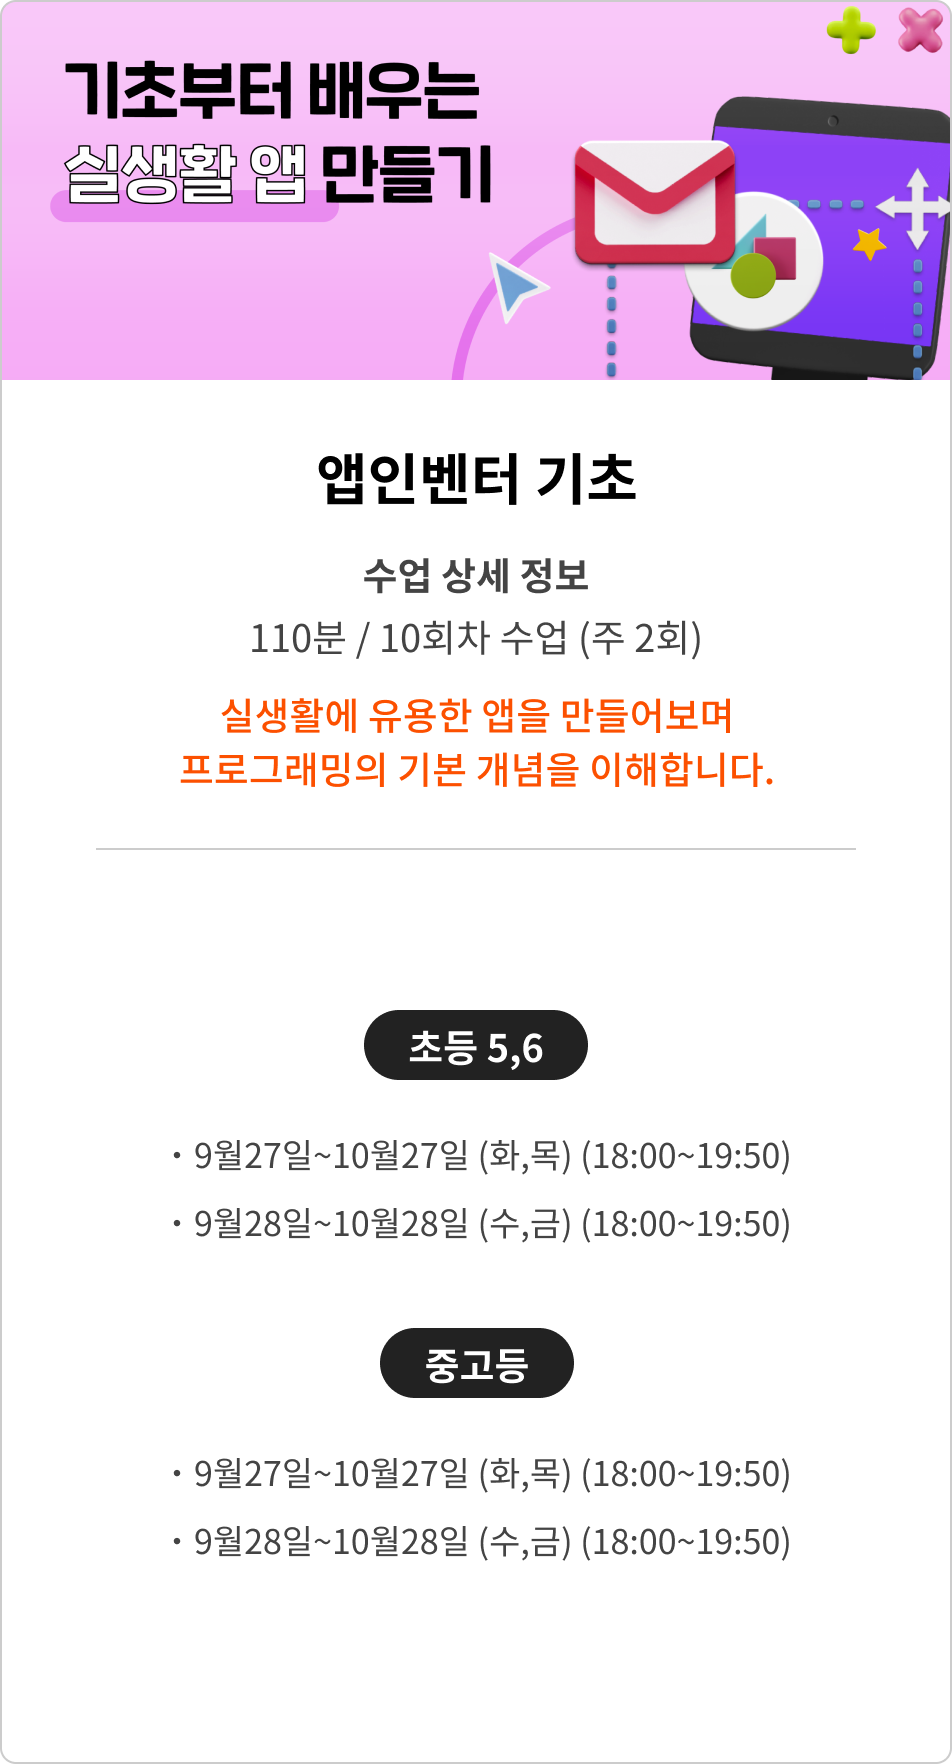 기초부터 배우는
실생활 앱 만들기
앱인벤터 기초
수업 상세 정보
110분 / 10회차 수업 (주 2회)
실생활에 유용한 앱을 만들어보며
프로그래밍의 기본 개념을 이해합니다.
초등 5,6
· 9월27일~10월27일 (화,목) (18:00~19:50)
· 9월28일~10월28일 (수,금) (18:00~19:50)
중고등
· 9월27일~10월27일 (화,목) (18:00~19:50)
· 9월28일~10월28일 (수,금) (18:00~19:50)